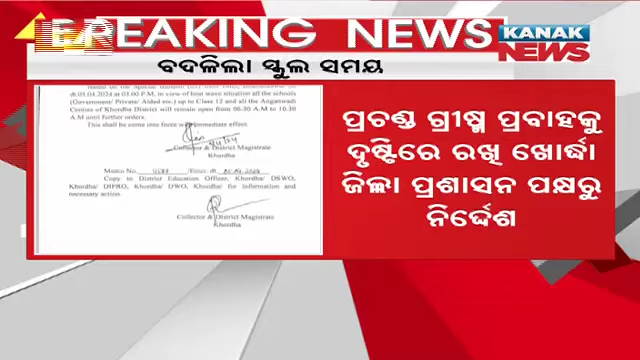 BREAKING NEWS
KANAK
NEWS
ବଦଳିଲା ସ୍କୁଲ ସମୟ
05.04.2024 at 03.00 P.M, in view of heat wave situation all the schools
(Government/ Private/ Aided etc.) up to Class 12 and all the Anganwadi
Centres of Khordha District will remain open from 06.30 A.M to 10.30
A.M until further orders.
This shall be come into force with immediate effect.
Collector & District Magistrate
Khordha
Memo No. /Emer: dt
Copy to District Education Officer, Khordha/ DSWO,
Khordha/ DIPRO, Khordha/ DWO, Khordha for information and
necessary action.
Collector & District Magistrate
Khordha
ପ୍ରଚଣ୍ଡ ଗ୍ରୀଷ୍ମ ପ୍ରବାହକୁ
ଦୃଷ୍ଟିରେ ରଖି ଖୋର୍ଦ୍ଧା
ଜିଲ୍ଲା ପ୍ରଶାସନ ପକ୍ଷରୁ
ନିର୍ଦ୍ଦେଶ